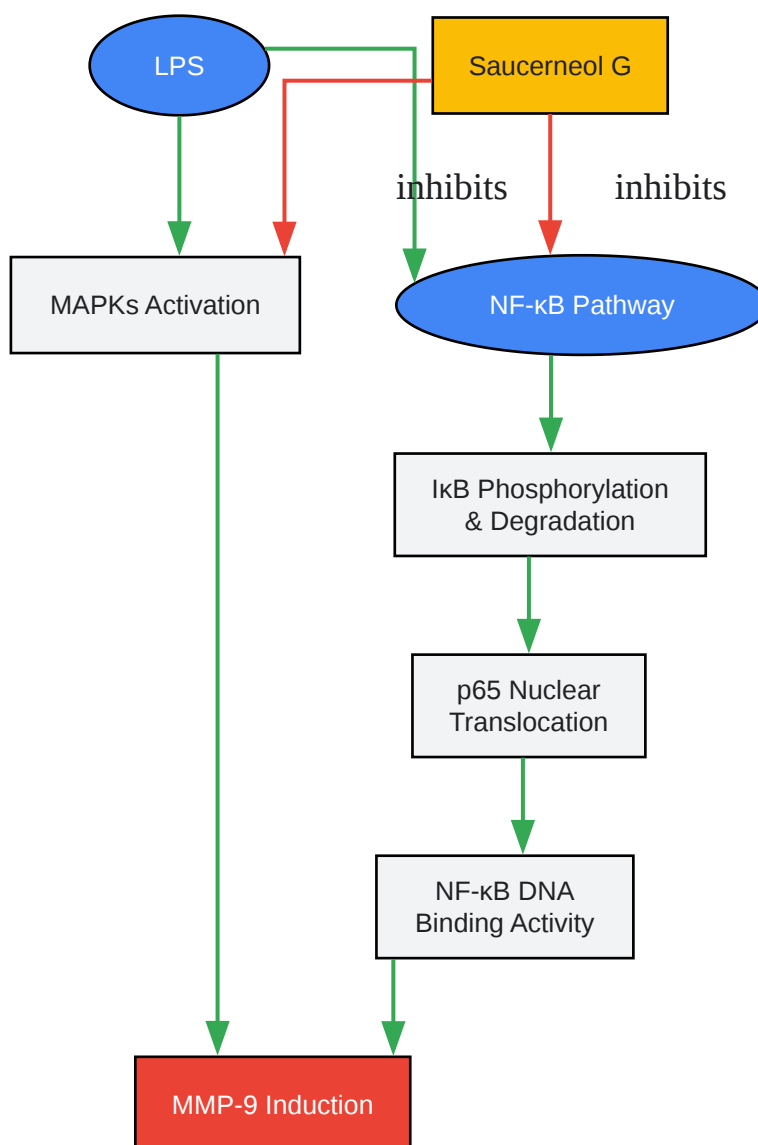 LPS
Saucerneol G
inhibits
inhibits
MAPKs Activation
NF-κB Pathway
IκB Phosphorylation
& Degradation
p65 Nuclear
Translocation
NF-κB DNA
Binding Activity
MMP-9 Induction